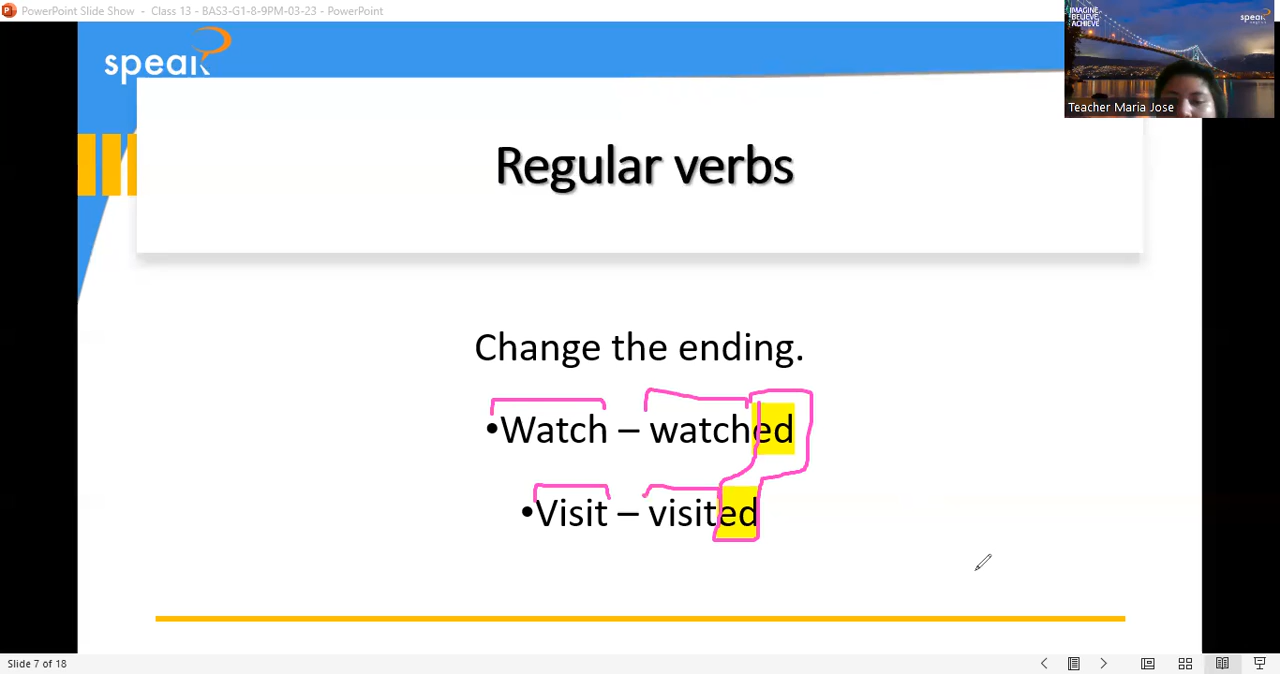 PowerPoint Slide Show - Class 13 - BAS3-G1-8-9PM-03-23 - PowerPoint
IMAGINE
BELIEVE
ACHIEVE
speak
Teacher Maria Jose
speak
Regular verbs
Change the ending.
•Watch – watched
•Visit – visited
Slide 7 of 18